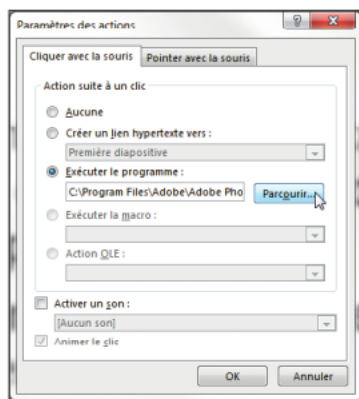 Paramètres des actions
Cliquer avec la souris Pointer avec la souris
Action suite à un clic
Aucune
Créer un lien hypertexte vers :
Première diapositive
Exécuter le programme :
C:\Program Files\Adobe\Adobe Pho Parcourir...
Exécuter la macro :
Action OLE :
Activer un son :
[Aucun son]
Animer le clic
OK Annuler